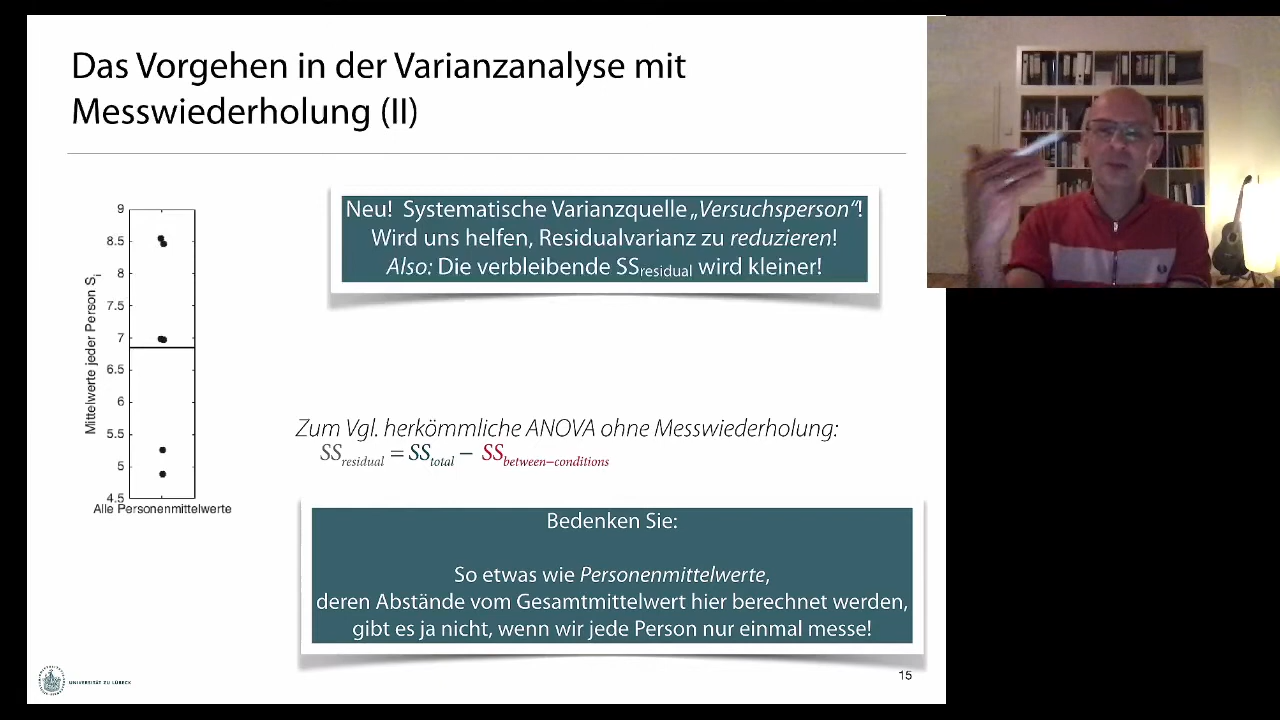 Das Vorgehen in der Varianzanalyse mit
Messwiederholung (II)
Neu! Systematische Varianzquelle „Versuchsperson“!
Wird uns helfen, Residualvarianz zu reduzieren!
Also: Die verbleibende SSresidual wird kleiner!
9
8.5
8
7.5
7
6.5
6
5.5
5
4.5
Mittelwerte jeder Person Si
Alle Personenmittelwerte
Zum Vgl. herkömmliche ANOVA ohne Messwiederholung:
SSresidual = SStotal − SSbetween−conditions
Bedenken Sie:
So etwas wie Personenmittelwerte,
deren Abstände vom Gesamtmittelwert hier berechnet werden,
gibt es ja nicht, wenn wir jede Person nur einmal messe!
UNIVERSITÄT ZU LÜBECK
15